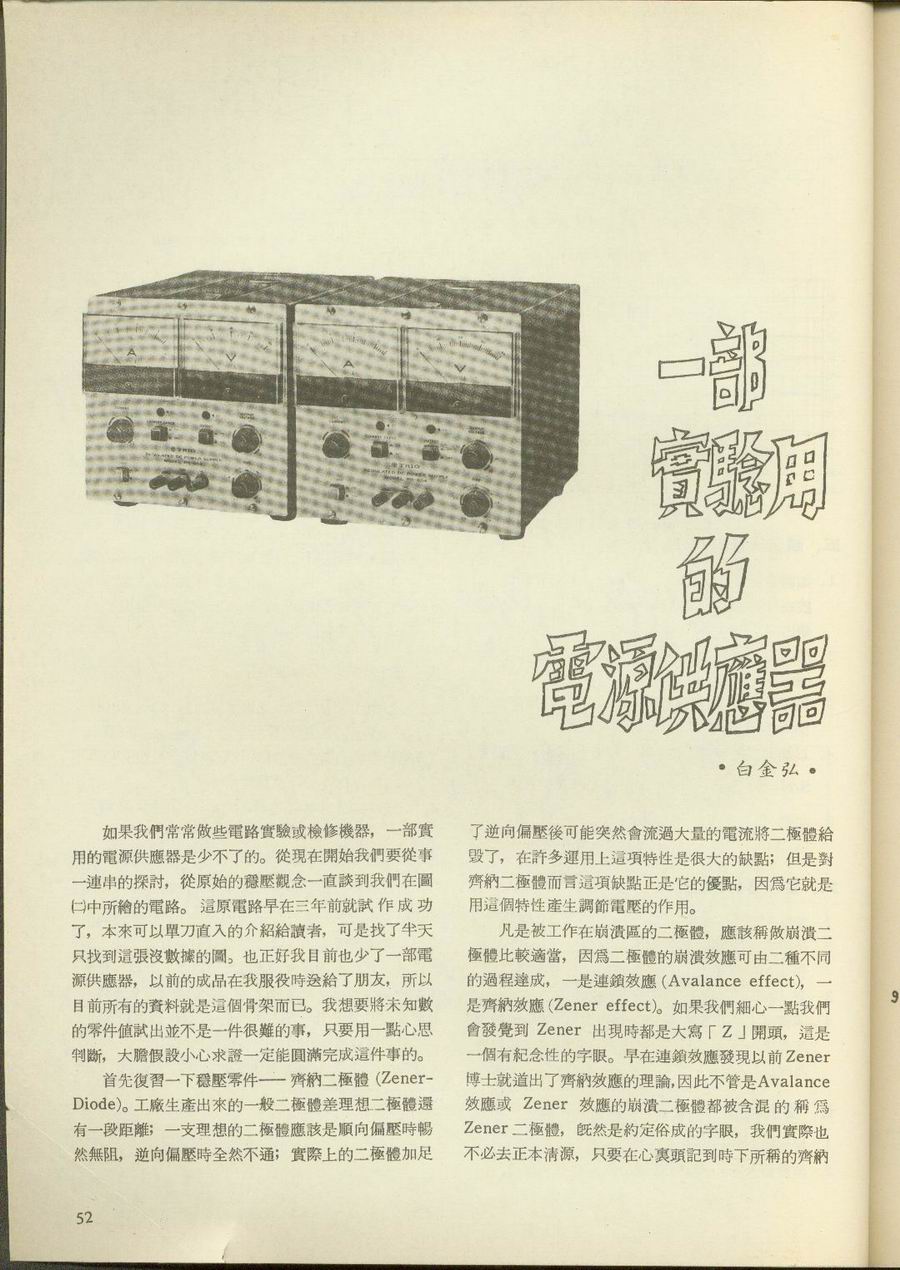 一部
實驗用
的
電源供應器
•白金弘•
如果我們常常做些電路實驗或檢修機器，一部實
用的電源供應器是少不了的。從現在開始我們要從事
一連串的探討，從原始的穩壓觀念一直談到我們在圖
㈡中所繪的電路。這原電路早在三年前就試作成功
了，本來可以單刀直入的介紹給讀者，可是找了半天
只找到這張沒數據的圖。也正好我目前也少了一部電
源供應器，以前的成品在我服役時送給了朋友，所以
目前所有的資料就是這個骨架而已。我想要將未知數
的零件值試出並不是一件很難的事，只要用一點心思
判斷，大膽假設小心求證一定能圓滿完成這件事的。
首先復習一下穩壓零件── 齊納二極體 (Zener-
Diode)。工廠生產出來的一般二極體差理想二極體還
有一段距離；一支理想的二極體應該是順向偏壓時暢
然無阻，逆向偏壓時全然不通；實際上的二極體加足
了逆向偏壓後可能突然會流過大量的電流將二極體給
毀了，在許多運用上這項特性是很大的缺點；但是對
齊納二極體而言這項缺點正是它的優點，因爲它就是
用這個特性產生調節電壓的作用。
凡是被工作在崩潰區的二極體，應該稱做崩潰二
極體比較適當，因爲二極體的崩潰效應可由二種不同
的過程達成，一是連鎖效應 (Avalance effect)，一
是齊納效應 (Zener effect)。如果我們細心一點我們
會發覺到 Zener 出現時都是大寫「Z」開頭，這是
一個有紀念性的字眼。早在連鎖效應發現以前 Zener
博士就道出了齊納效應的理論,因此不管是Avalance
效應或 Zener 效應的崩潰二極體都被含混的稱爲
Zener 二極體，旣然是約定俗成的字眼，我們實際也
不必去正本清源，只要在心裏頭記到時下所稱的齊納
52
A
V
A
V
TRIO
TRIO
9